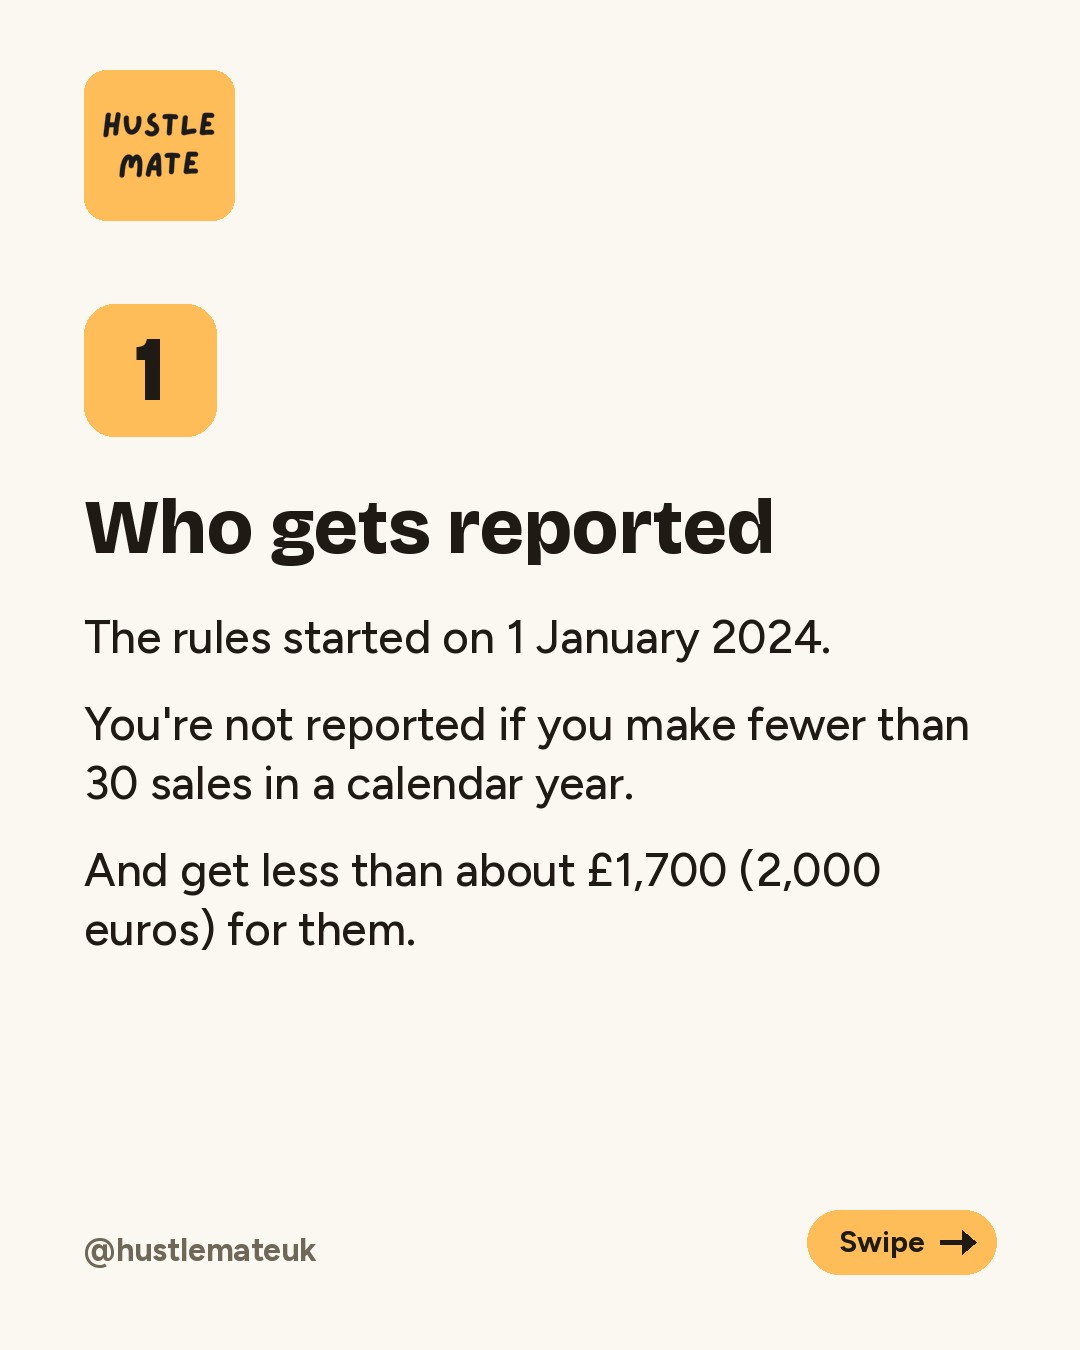 HUSTLE
MATE
1
Who gets reported
The rules started on 1 January 2024.
You're not reported if you make fewer than
30 sales in a calendar year.
And get less than about £1,700 (2,000
euros) for them.
@hustlemateuk
Swipe